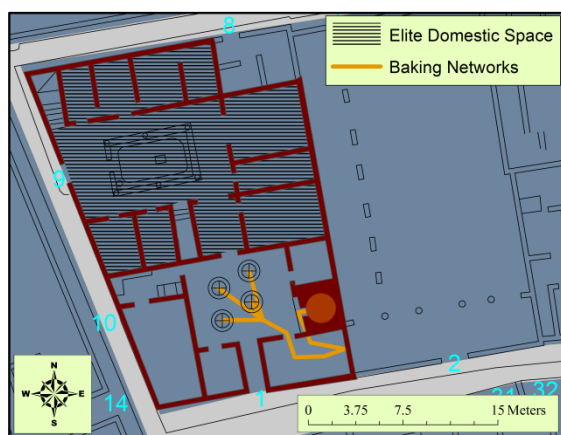 8
Elite Domestic Space
Baking Networks
9
10
14
1
2
31
32
N
W E
S
0 3.75 7.5 15 Meters